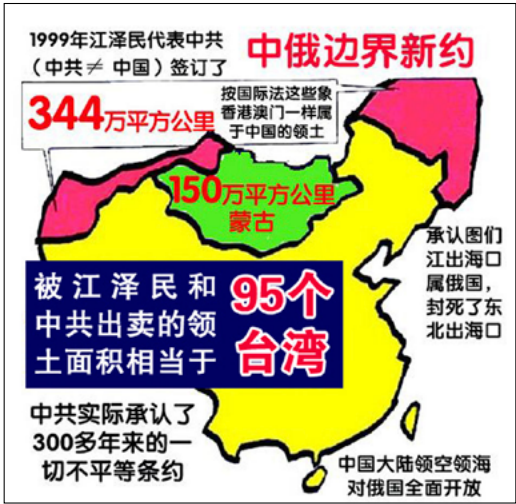 1999年江泽民代表中共
（中共≠ 中国）签订了
中俄边界新约
344万平方公里
按国际法这些象
香港澳门一样属
于中国的领土
150万平方公里
蒙古
承认图们
江出海口
属俄国，
封死了东
北出海口
被江泽民和
中共出卖的领
土面积相当于
95个
台湾
中共实际承认了
300多年来的一
切不平等条约
中国大陆领空领海
对俄国全面开放